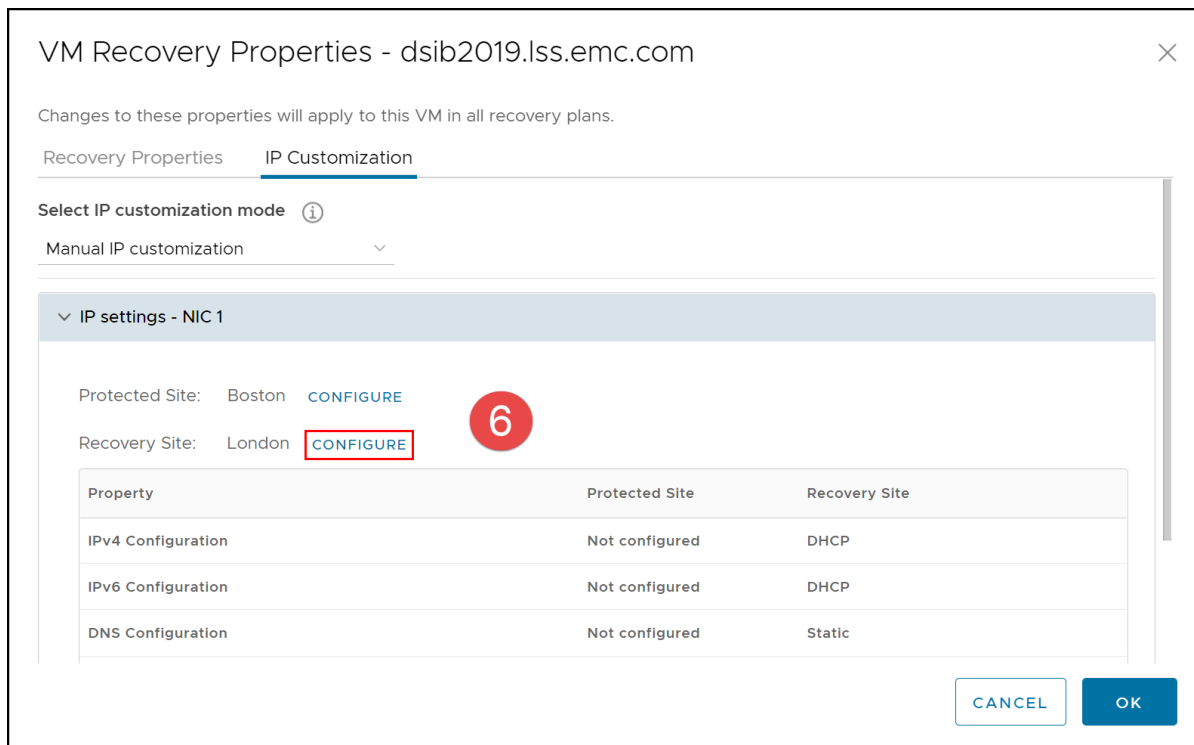 VM Recovery Properties - dsib2019.lss.emc.com
Changes to these properties will apply to this VM in all recovery plans.
Recovery Properties IP Customization
Select IP customization mode
Manual IP customization
IP settings - NIC 1
Protected Site: Boston CONFIGURE
6
Recovery Site: London CONFIGURE
Property Protected Site Recovery Site
IPv4 Configuration Not configured DHCP
IPv6 Configuration Not configured DHCP
DNS Configuration Not configured Static
CANCEL OK